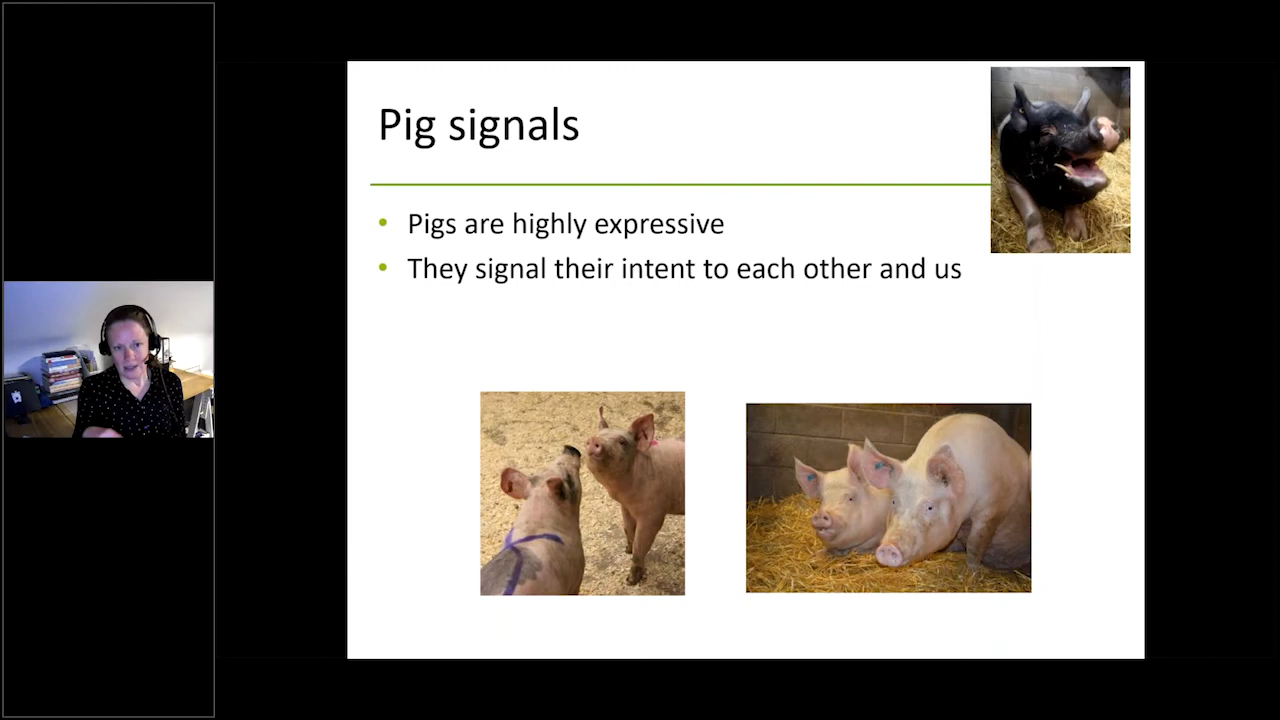 Pig signals
• Pigs are highly expressive
• They signal their intent to each other and us